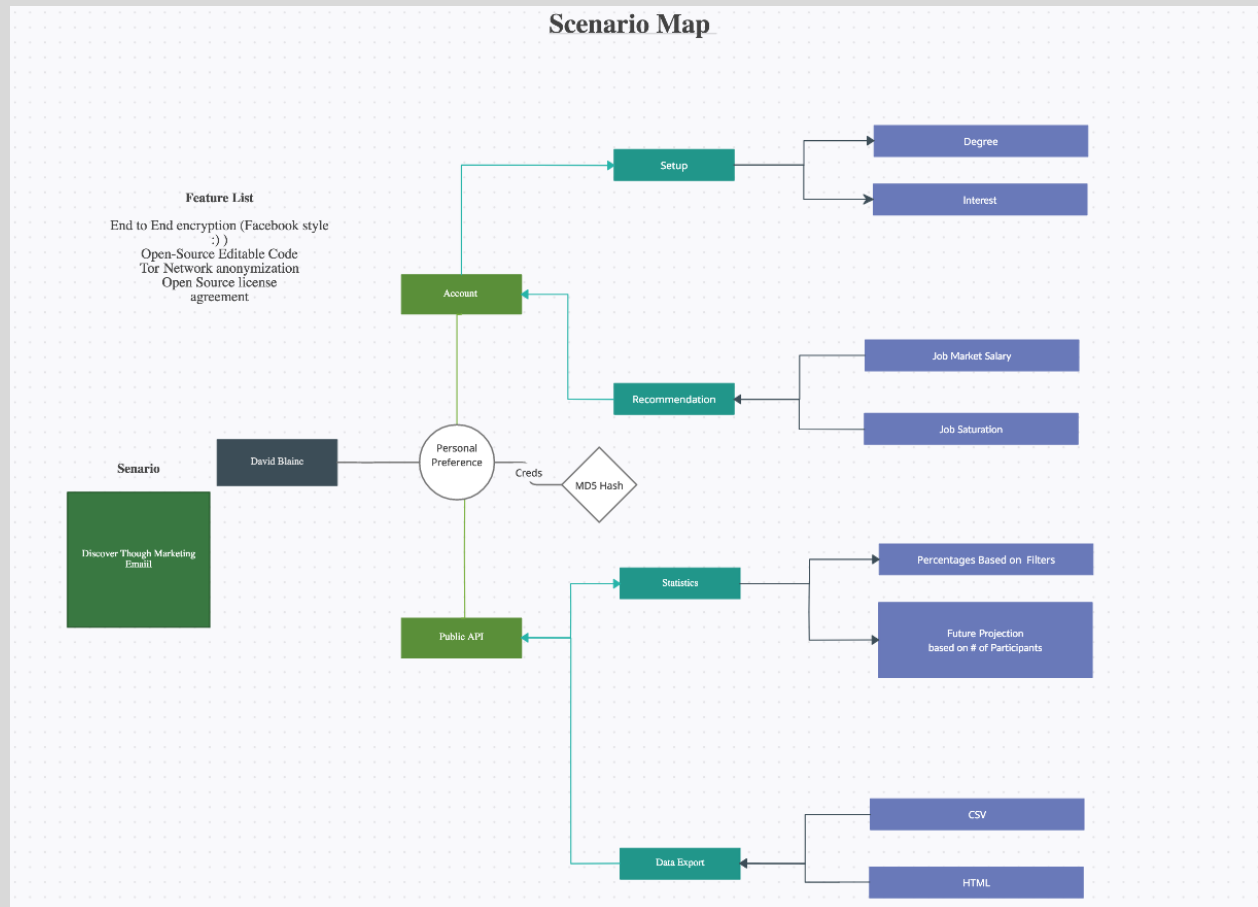 Scenario Map
Degree
Setup
Interest
Feature List
End to End encryption (Facebook style
:) )
Open-Source Editable Code
Tor Network anonymization
Open Source license
agreement
Account
Job Market Salary
Recommendation
Job Saturation
Personal
Preference
David Blaine
Senario
Creds
MD5 Hash
Discover Though Marketing
Emaiil
Percentages Based on Filters
Statistics
Future Projection
based on # of Participants
Public API
CSV
Data Export
HTML